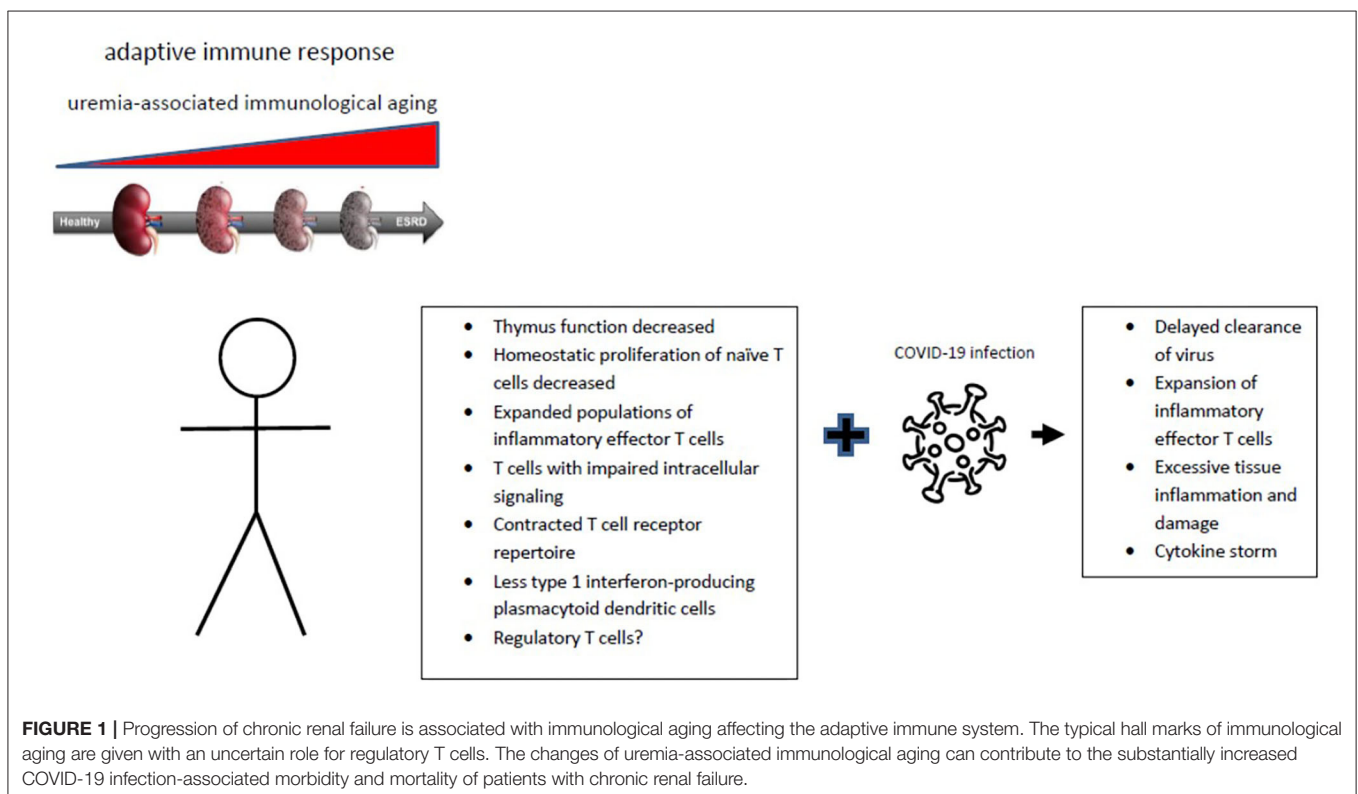 adaptive immune response
uremia-associated immunological aging
Healthy
ESRD
• Thymus function decreased
• Homeostatic proliferation of naïve T
cells decreased
• Expanded populations of
inflammatory effector T cells
• T cells with impaired intracellular
signaling
• Contracted T cell receptor
repertoire
• Less type 1 interferon-producing
plasmacytoid dendritic cells
• Regulatory T cells?
COVID-19 infection
• Delayed clearance
of virus
• Expansion of
inflammatory
effector T cells
• Excessive tissue
inflammation and
damage
• Cytokine storm
FIGURE 1 | Progression of chronic renal failure is associated with immunological aging affecting the adaptive immune system. The typical hall marks of immunological
aging are given with an uncertain role for regulatory T cells. The changes of uremia-associated immunological aging can contribute to the substantially increased
COVID-19 infection-associated morbidity and mortality of patients with chronic renal failure.